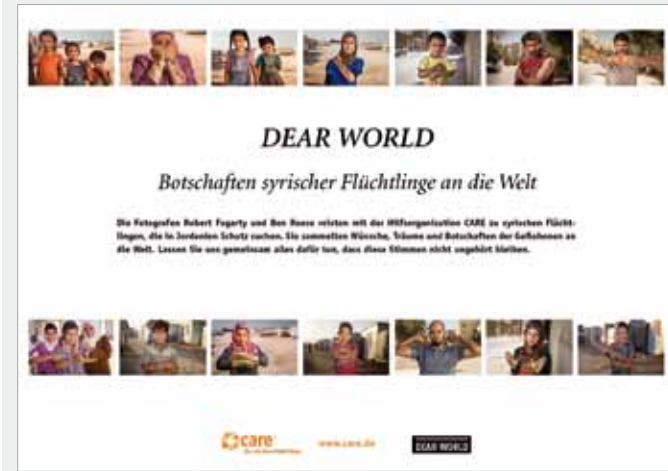 DEAR WORLD
Botschaften syrischer Flüchtlinge an die Welt
Die Fotografen Robert Fogarty und Ben Reece reisten mit der Hilfsorganisation CARE zu syrischen Flücht-
lingen, die in Jordanien Schutz suchen. Sie sammelten Wünsche, Träume und Botschaften der Geflohenen an
die Welt. Lassen Sie uns gemeinsam alles dafür tun, dass diese Stimmen nicht ungehört bleiben.
care
www.care.de
DEAR WORLD